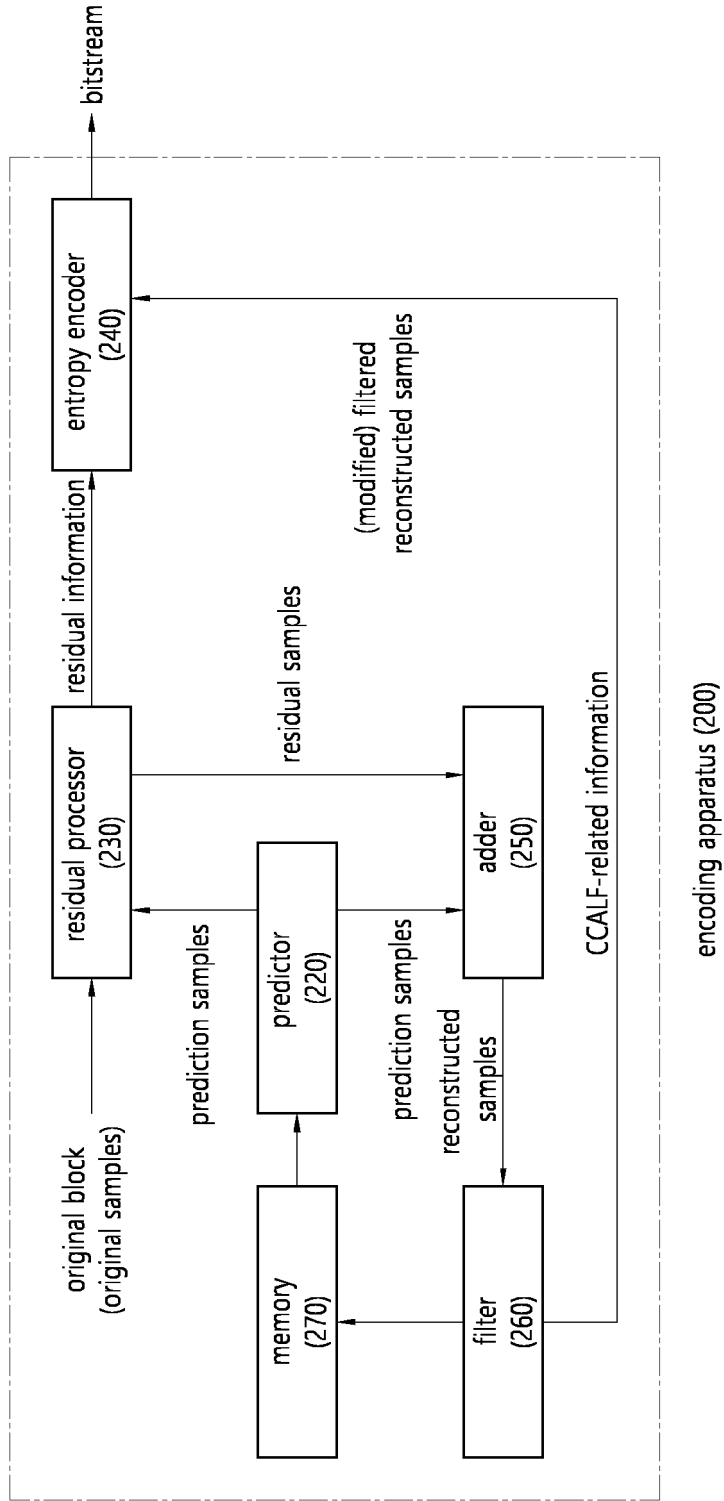 original block
(original samples)
residual processor
(230)
residual information
entropy encoder
(240)
bitstream
prediction samples
residual samples
(modified) filtered
reconstructed samples
memory
(270)
predictor
(220)
prediction samples
reconstructed
samples
filter
(260)
adder
(250)
CCALF-related information
encoding apparatus (200)